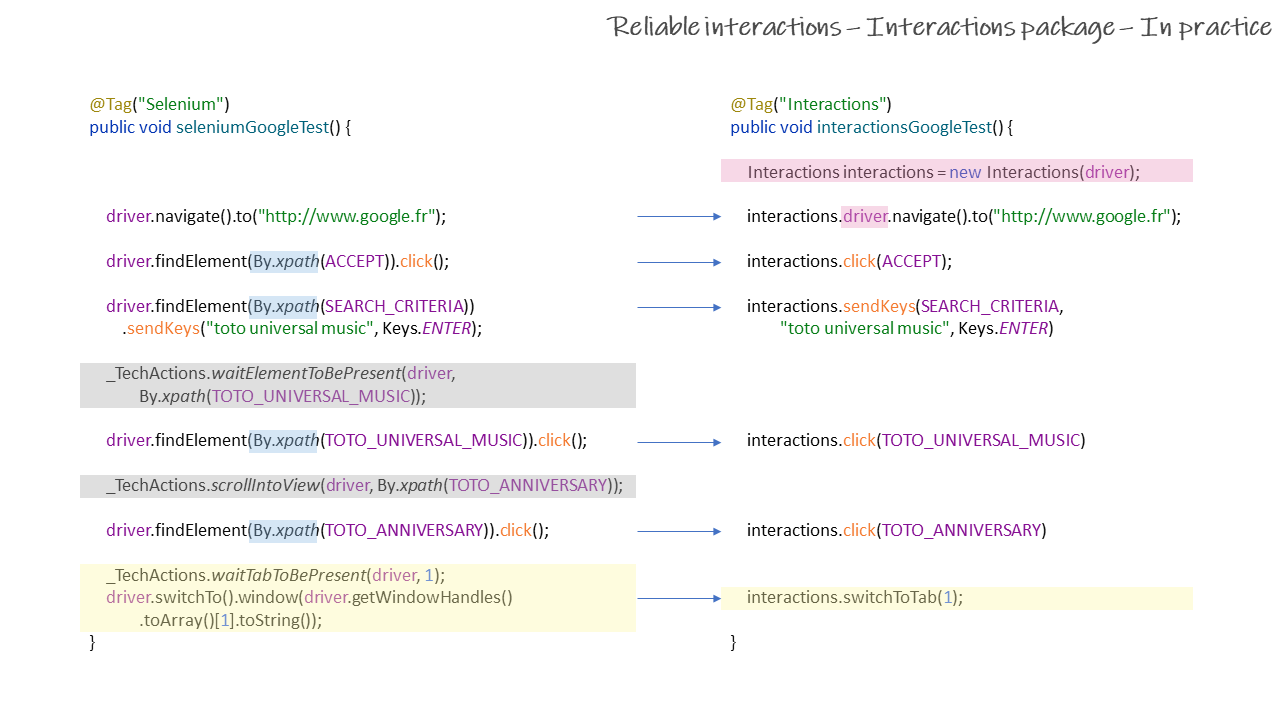 Reliable interactions – Interactions package – In practice
@Tag("Selenium")
public void seleniumGoogleTest() {
driver.navigate().to("http://www.google.fr");
driver.findElement(By.xpath(ACCEPT)).click();
driver.findElement(By.xpath(SEARCH_CRITERIA))
.sendKeys("toto universal music", Keys.ENTER);
_TechActions.waitElementToBePresent(driver,
By.xpath(TOTO_UNIVERSAL_MUSIC));
driver.findElement(By.xpath(TOTO_UNIVERSAL_MUSIC)).click();
_TechActions.scrollIntoView(driver, By.xpath(TOTO_ANNIVERSARY));
driver.findElement(By.xpath(TOTO_ANNIVERSARY)).click();
_TechActions.waitTabToBePresent(driver, 1);
driver.switchTo().window(driver.getWindowHandles()
.toArray()[1].toString());
}
@Tag("Interactions")
public void interactionsGoogleTest() {
Interactions interactions = new Interactions(driver);
interactions.driver.navigate().to("http://www.google.fr");
interactions.click(ACCEPT);
interactions.sendKeys(SEARCH_CRITERIA,
"toto universal music", Keys.ENTER)
interactions.click(TOTO_UNIVERSAL_MUSIC)
interactions.click(TOTO_ANNIVERSARY)
interactions.switchToTab(1);
}